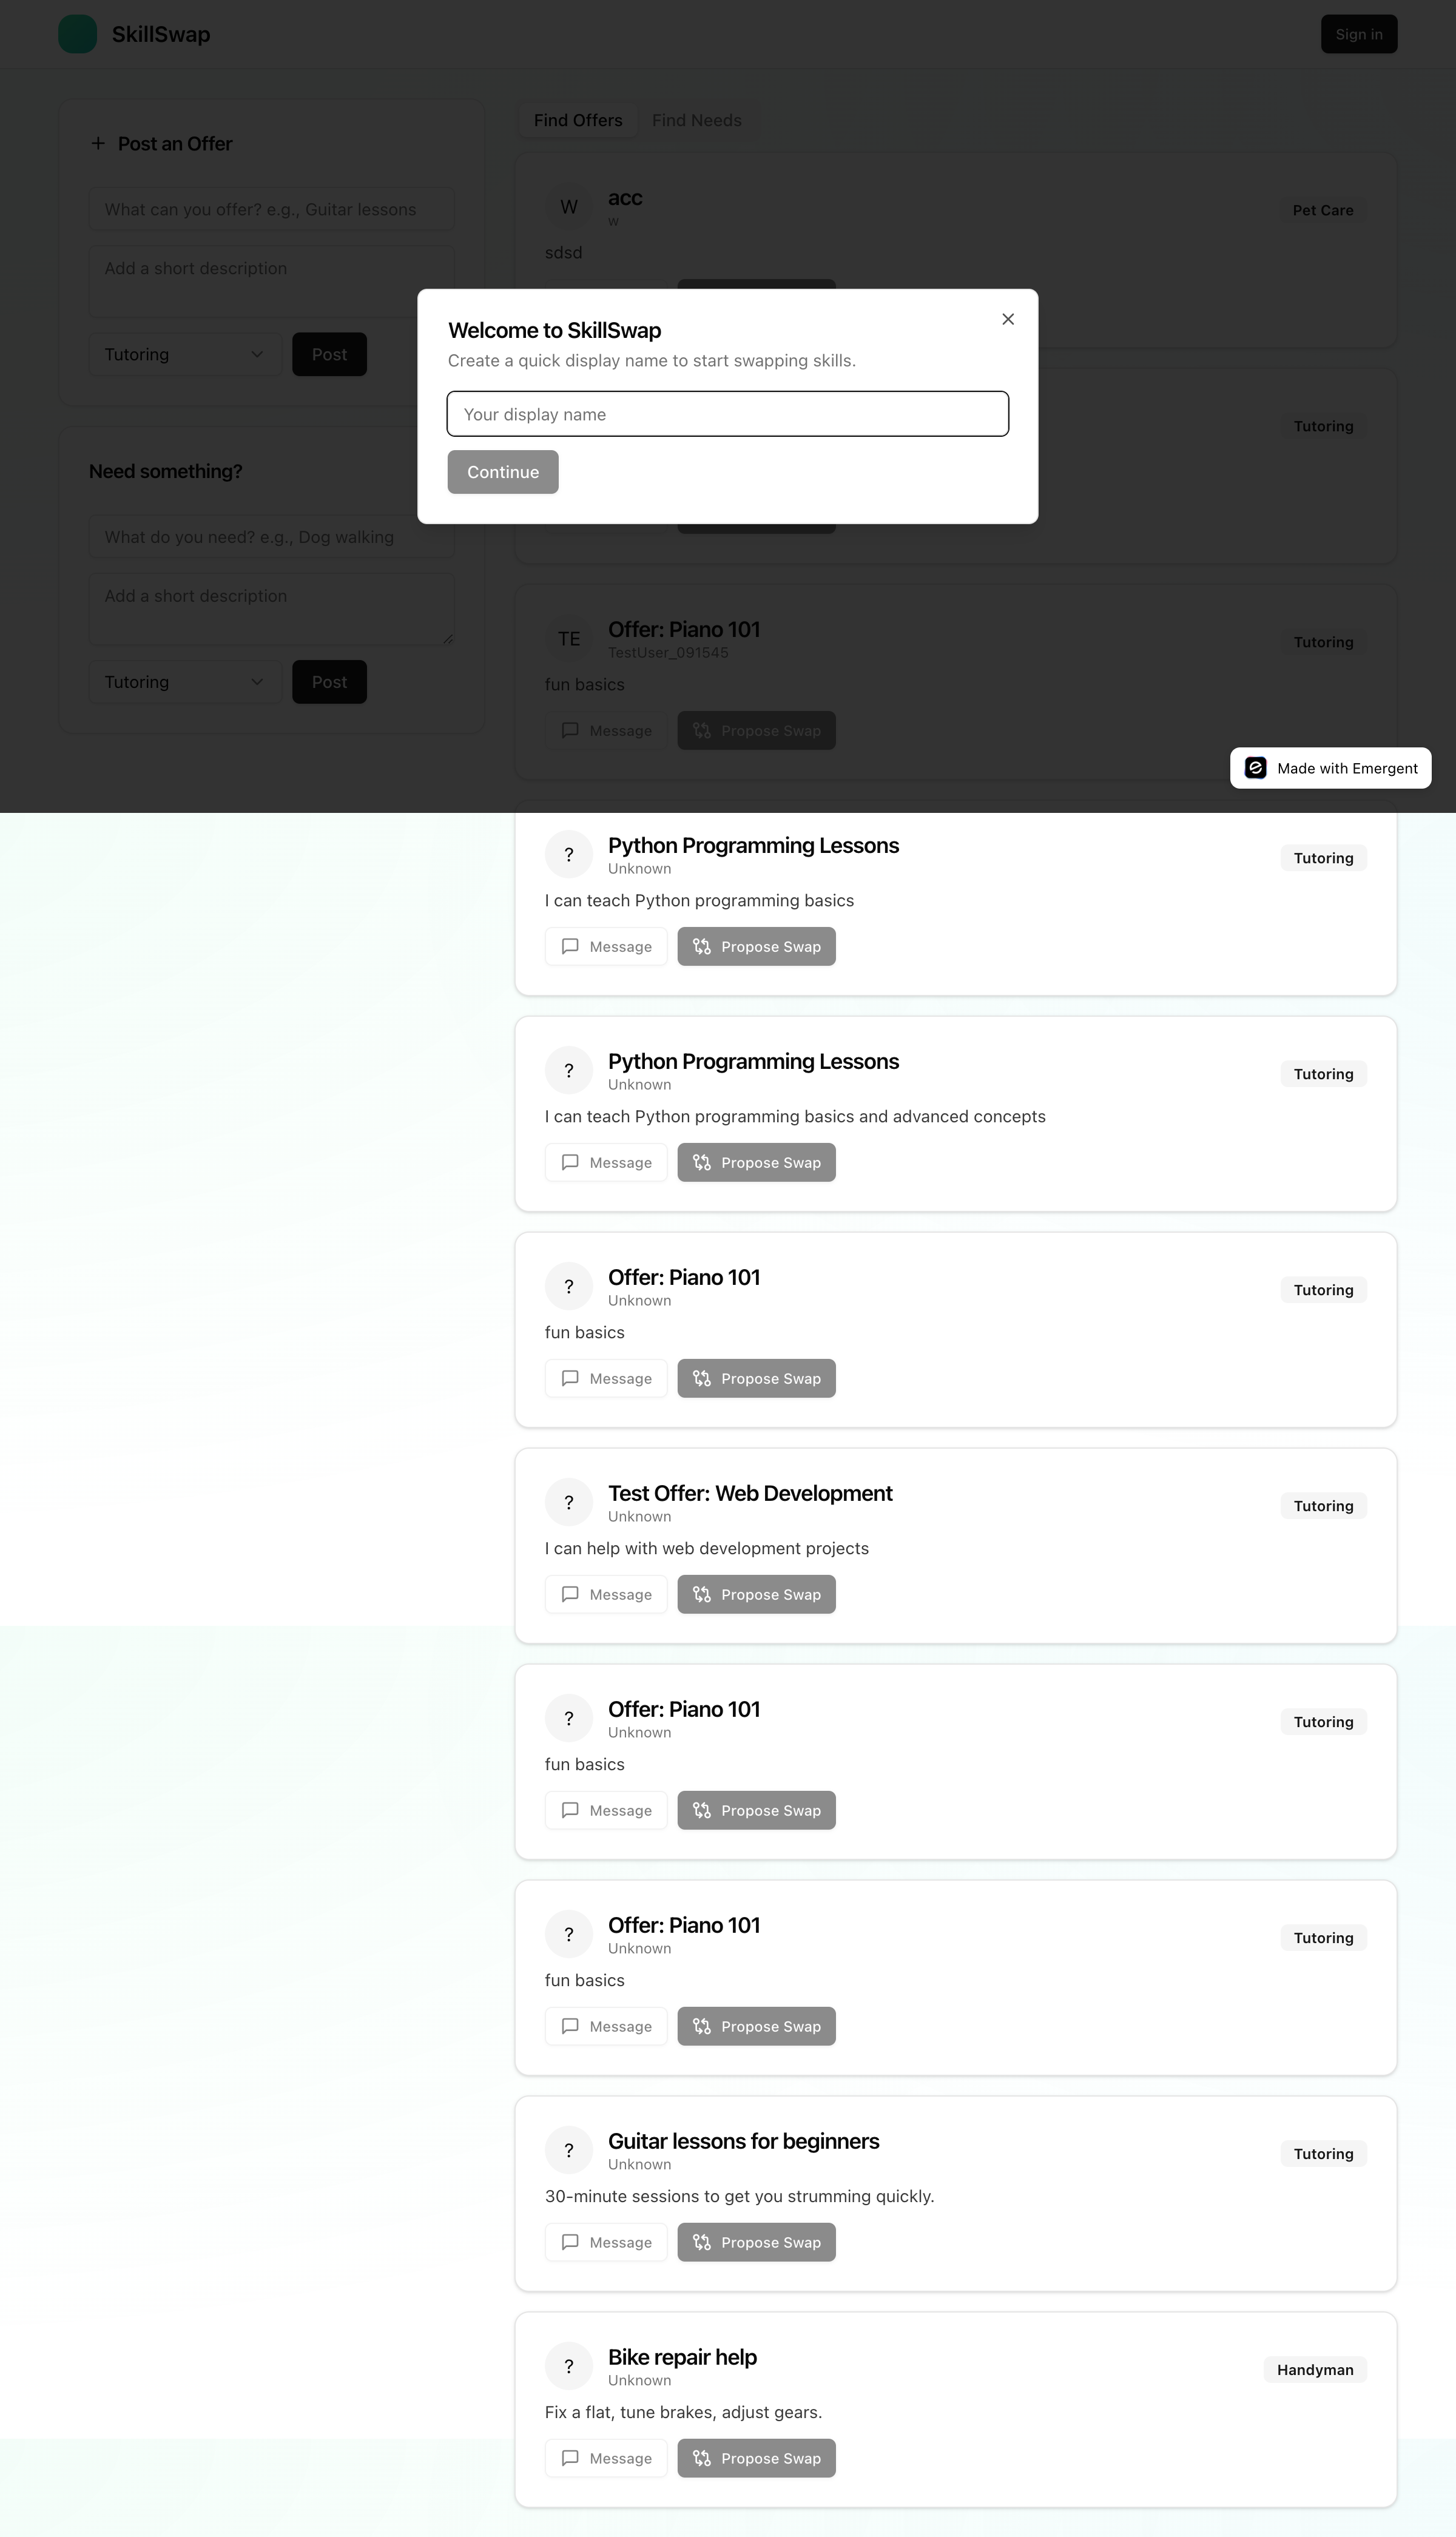 SkillSwap
Sign in
Post an Offer
What can you offer? e.g., Guitar lessons
Add a short description
Tutoring
Post
Need something?
What do you need? e.g., Dog walking
Add a short description
Tutoring
Post
Find Offers
Find Needs
W
acc
w
Pet Care
sdsd
Welcome to SkillSwap
Create a quick display name to start swapping skills.
Your display name
Continue
Tutoring
TE
Offer: Piano 101
TestUser_091545
Tutoring
fun basics
Message
Propose Swap
Made with Emergent
?
Python Programming Lessons
Unknown
Tutoring
I can teach Python programming basics
Message
Propose Swap
?
Python Programming Lessons
Unknown
Tutoring
I can teach Python programming basics and advanced concepts
Message
Propose Swap
?
Offer: Piano 101
Unknown
Tutoring
fun basics
Message
Propose Swap
?
Test Offer: Web Development
Unknown
Tutoring
I can help with web development projects
Message
Propose Swap
?
Offer: Piano 101
Unknown
Tutoring
fun basics
Message
Propose Swap
?
Offer: Piano 101
Unknown
Tutoring
fun basics
Message
Propose Swap
?
Guitar lessons for beginners
Unknown
Tutoring
30-minute sessions to get you strumming quickly.
Message
Propose Swap
?
Bike repair help
Unknown
Handyman
Fix a flat, tune brakes, adjust gears.
Message
Propose Swap